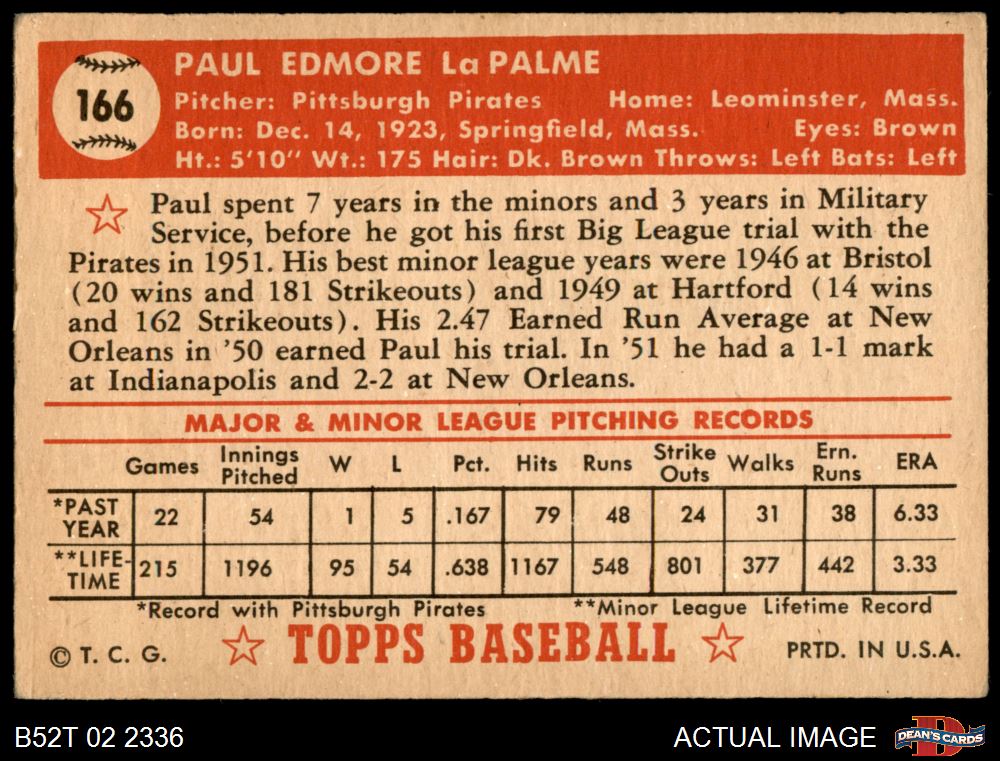 166
PAUL EDMORE La PALME
Pitcher: Pittsburgh Pirates Home: Leominster, Mass.
Born: Dec. 14, 1923, Springfield, Mass. Eyes: Brown
Ht.: 5'10" Wt.: 175 Hair: Dk. Brown Throws: Left Bats: Left
Paul spent 7 years in the minors and 3 years in Military
Service, before he got his first Big League trial with the
Pirates in 1951. His best minor league years were 1946 at Bristol
(20 wins and 181 Strikeouts) and 1949 at Hartford (14 wins
and 162 Strikeouts). His 2.47 Earned Run Average at New
Orleans in '50 earned Paul his trial. In '51 he had a 1-1 mark
at Indianapolis and 2-2 at New Orleans.
MAJOR & MINOR LEAGUE PITCHING RECORDS
Games Innings Pitched W L Pct. Hits Runs Strike Outs Walks Ern. Runs ERA
*PAST YEAR 22 54 1 5 .167 79 48 24 31 38 6.33
**LIFE-TIME 215 1196 95 54 .638 1167 548 801 377 442 3.33
*Record with Pittsburgh Pirates **Minor League Lifetime Record
© T. C. G. TOPPS BASEBALL PRTD. IN U.S.A.
B52T 02 2336 ACTUAL IMAGE DEAN'S CARDS